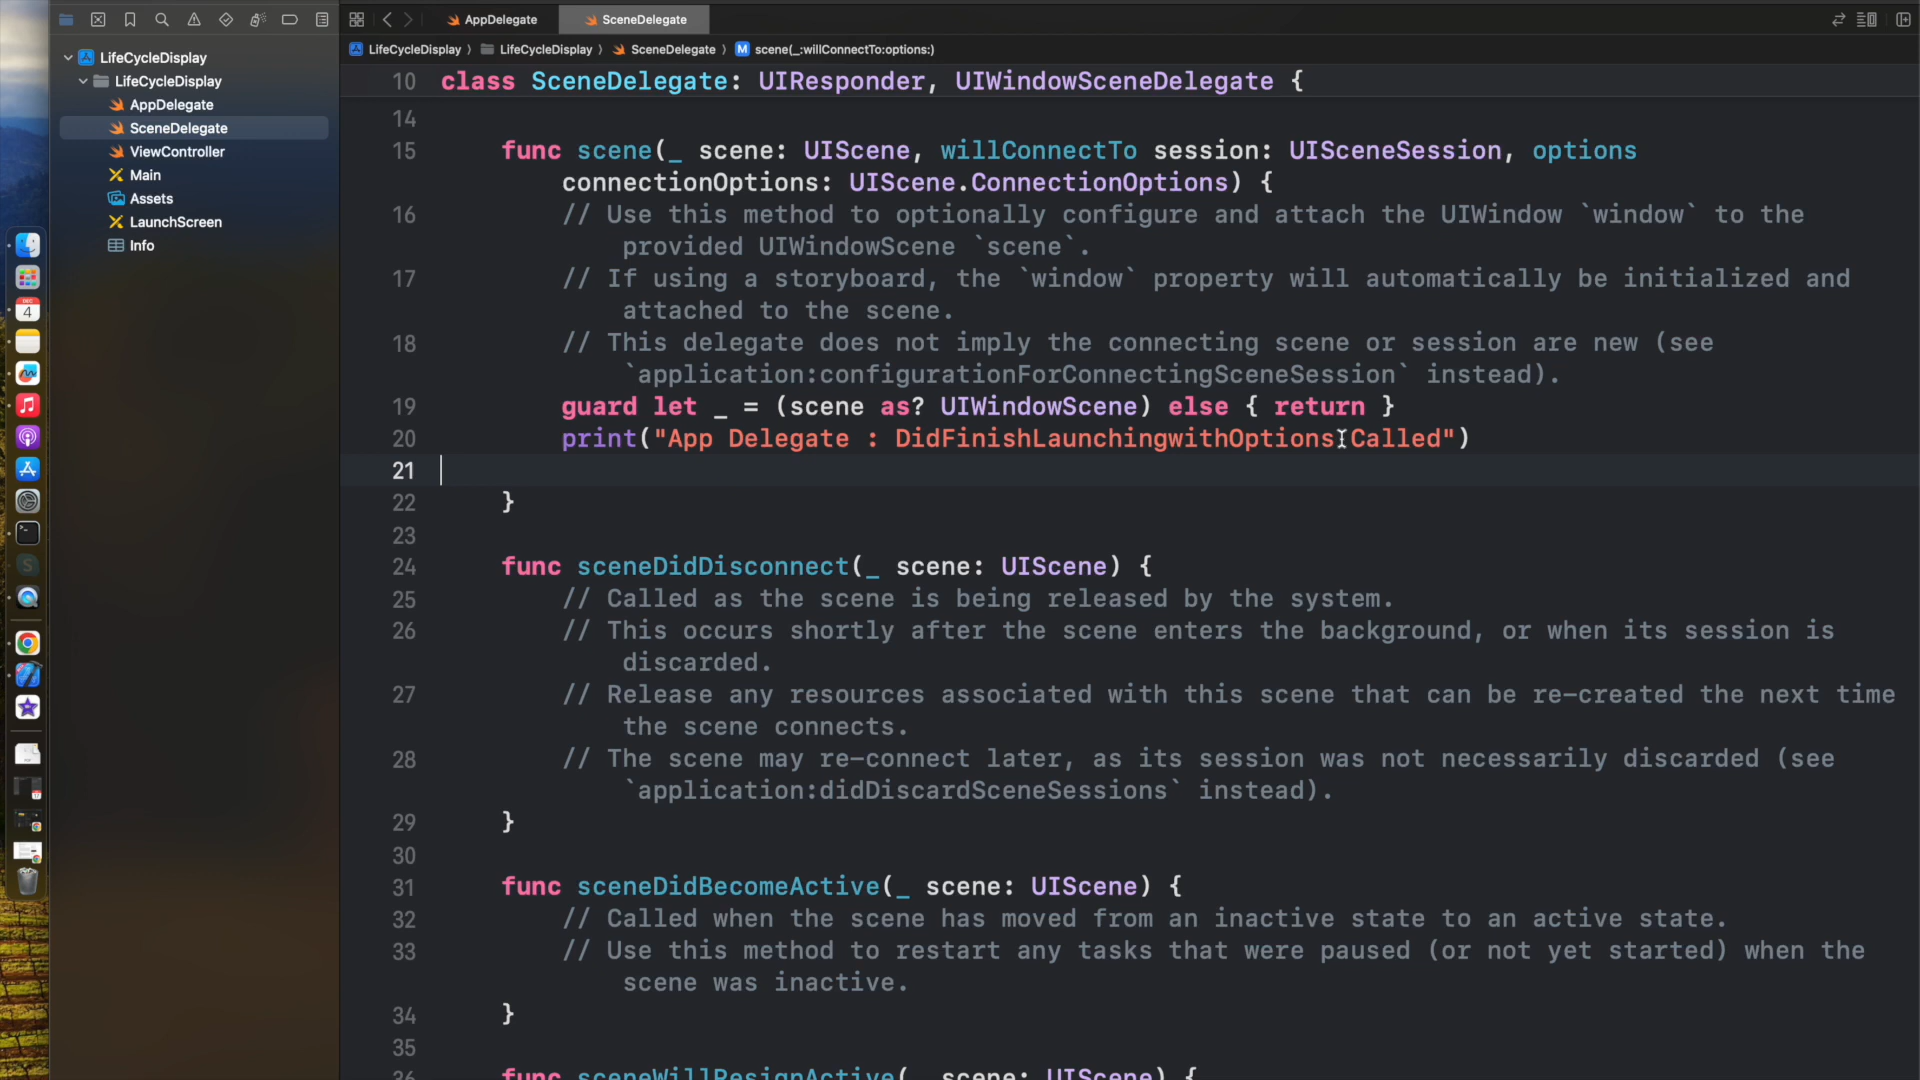 AppDelegate
SceneDelegate
LifeCycleDisplay
LifeCycleDisplay
LifeCycleDisplay
SceneDelegate
M scene(_:willConnectTo:options:)
LifeCycleDisplay
AppDelegate
SceneDelegate
ViewController
Main
Assets
LaunchScreen
Info
DEC
4
10 class SceneDelegate: UIResponder, UIWindowSceneDelegate {
14
15 func scene(_ scene: UIScene, willConnectTo session: UISceneSession, options
connectionOptions: UIScene.ConnectionOptions) {
16 // Use this method to optionally configure and attach the UIWindow `window` to the
provided UIWindowScene `scene`.
17 // If using a storyboard, the `window` property will automatically be initialized and
attached to the scene.
18 // This delegate does not imply the connecting scene or session are new (see
`application:configurationForConnectingSceneSession` instead).
19 guard let _ = (scene as? UIWindowScene) else { return }
20 print("App Delegate : DidFinishLaunchingwithOptions Called")
21
22 }
23
24 func sceneDidDisconnect(_ scene: UIScene) {
25 // Called as the scene is being released by the system.
26 // This occurs shortly after the scene enters the background, or when its session is
discarded.
27 // Release any resources associated with this scene that can be re-created the next time
the scene connects.
28 // The scene may re-connect later, as its session was not necessarily discarded (see
`application:didDiscardSceneSessions` instead).
29 }
30
31 func sceneDidBecomeActive(_ scene: UIScene) {
32 // Called when the scene has moved from an inactive state to an active state.
33 // Use this method to restart any tasks that were paused (or not yet started) when the
scene was inactive.
34 }
35
36 func sceneWillResignActive(_ scene: UIScene) {